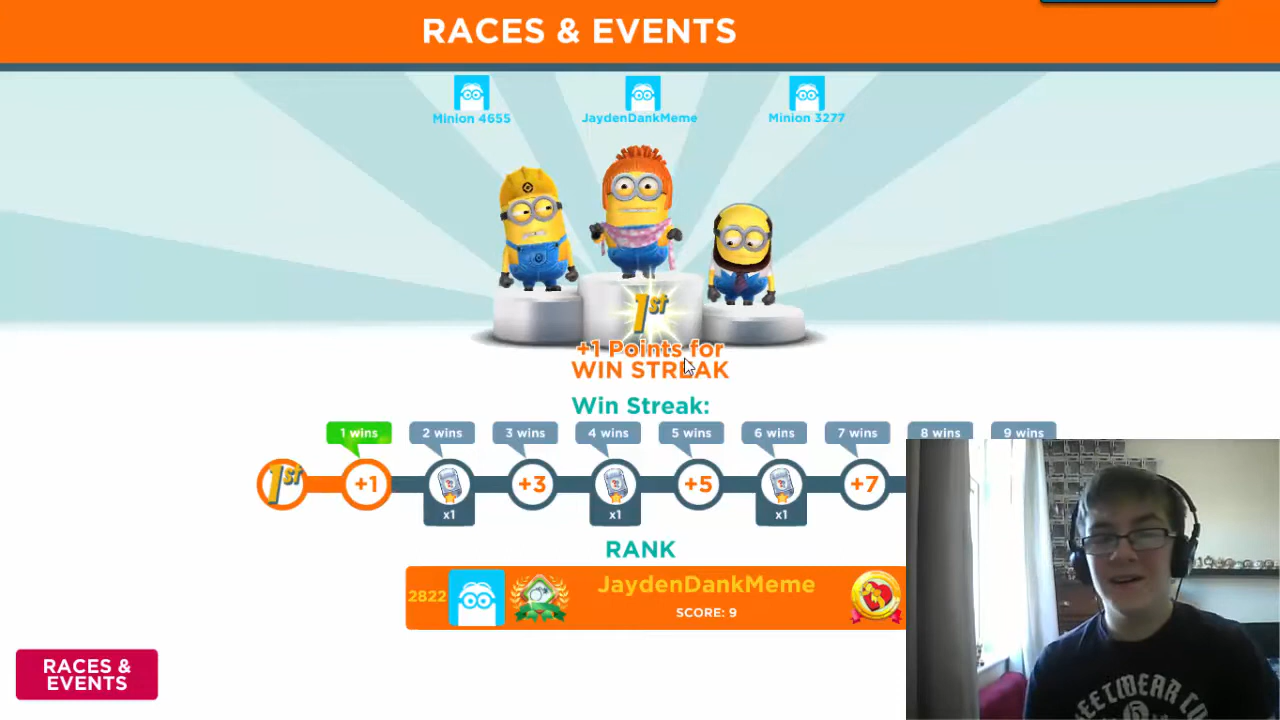 RACES & EVENTS
Minion 4655
JaydenDankMeme
Minion 3277
1st
+1 Points for
WIN STREAK
Win Streak:
1 wins
2 wins
3 wins
4 wins
5 wins
6 wins
7 wins
8 wins
9 wins
1st
+1
x1
+3
x1
+5
x1
+7
RANK
2822
JaydenDankMeme
SCORE: 9
RACES &
EVENTS